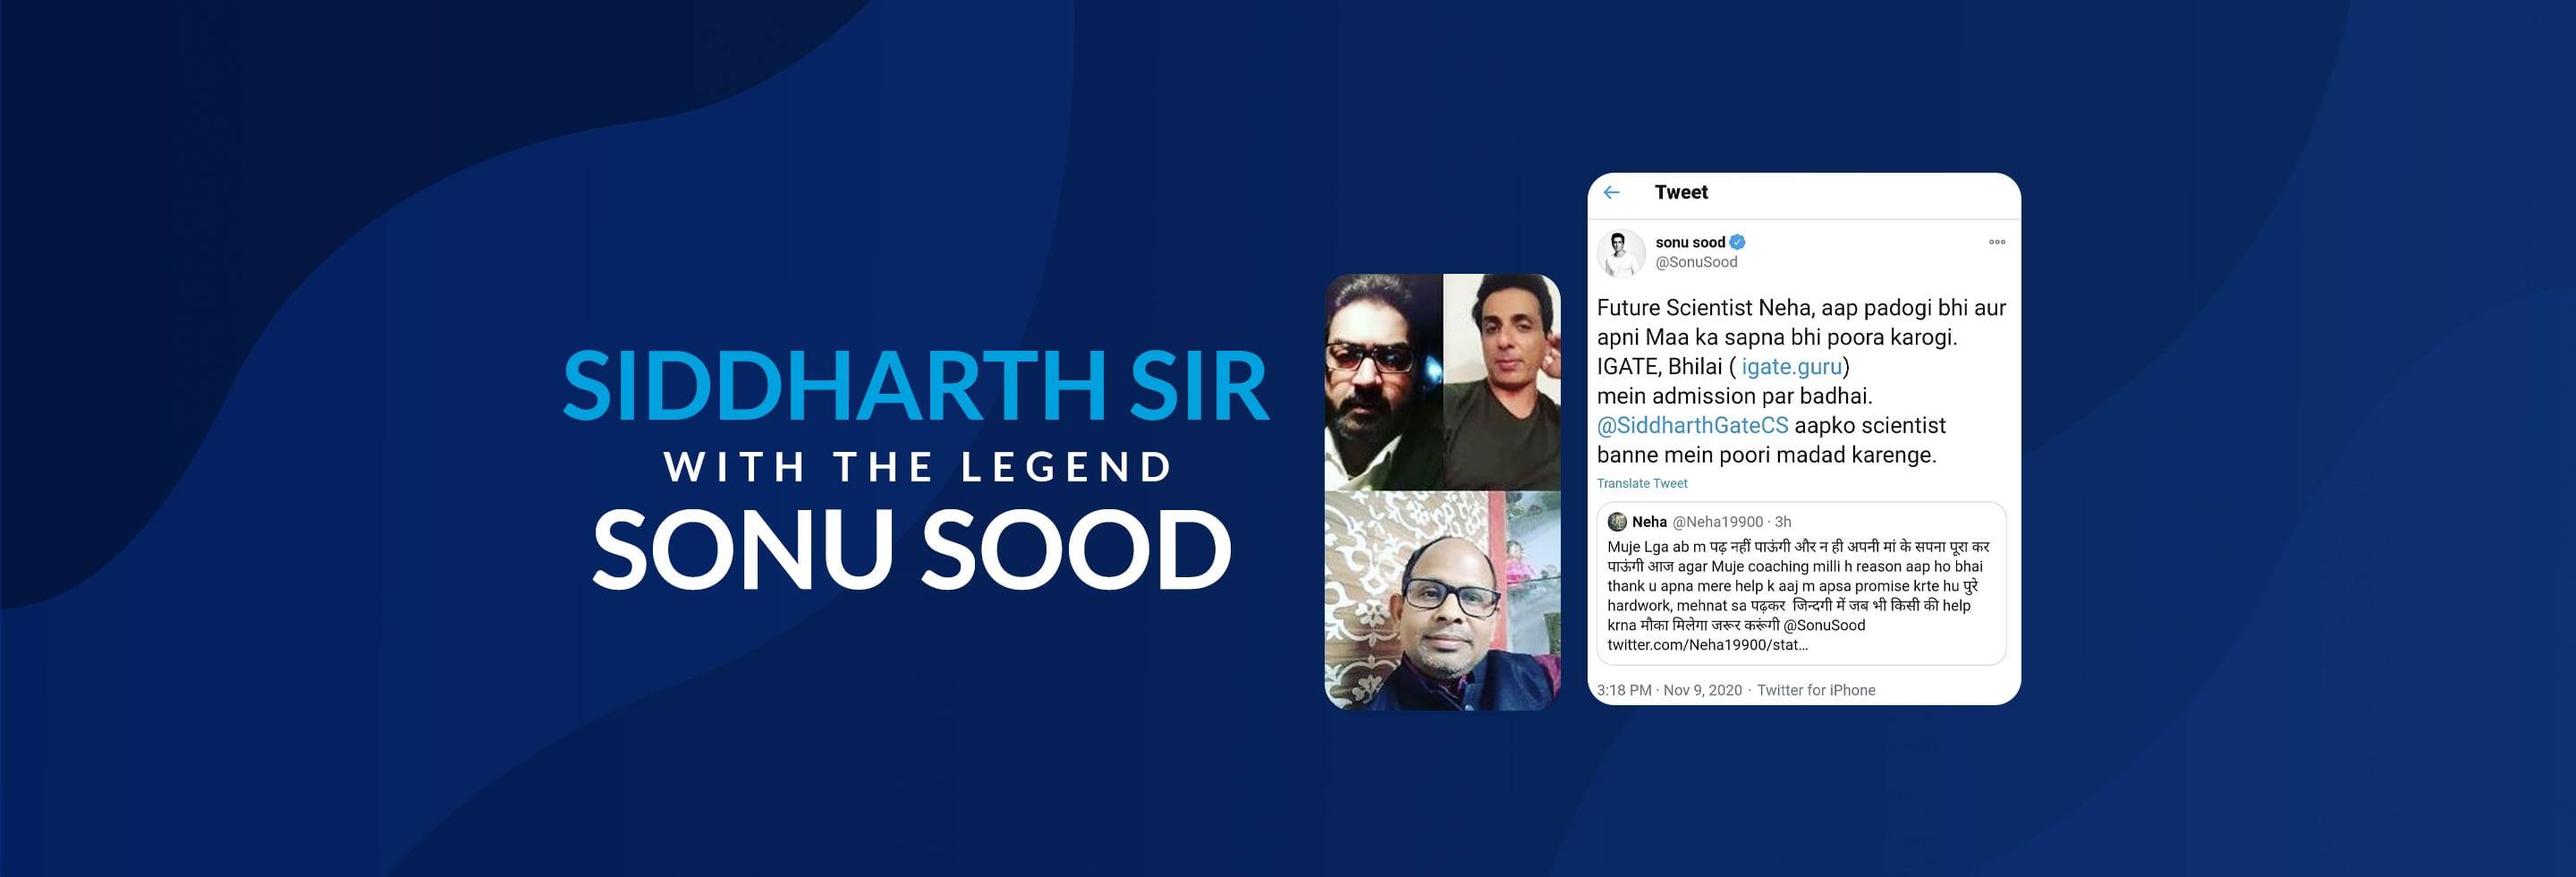 SIDDHARTH SIR
WITH THE LEGEND
SONU SOOD
Tweet
sonu sood
@SonuSood
Future Scientist Neha, aap padogi bhi aur
apni Maa ka sapna bhi poora karogi.
IGATE, Bhilai ( igate.guru)
mein admission par badhai.
@SiddharthGateCS aapko scientist
banne mein poori madad karenge.
Translate Tweet
Neha @Neha19900 · 3h
Muje Lga ab m पढ़ नहीं पाऊंगी और न ही अपनी मां के सपना पूरा कर
पाऊंगी आज agar Muje coaching milli h reason aap ho bhai
thank u apna mere help k aaj m apsa promise krte hu पुरे
hardwork, mehnat sa पढ़कर जिन्दगी में जब भी किसी की help
krna मौका मिलेगा जरूर करूंगी @SonuSood
twitter.com/Neha19900/stat...
3:18 PM · Nov 9, 2020 · Twitter for iPhone